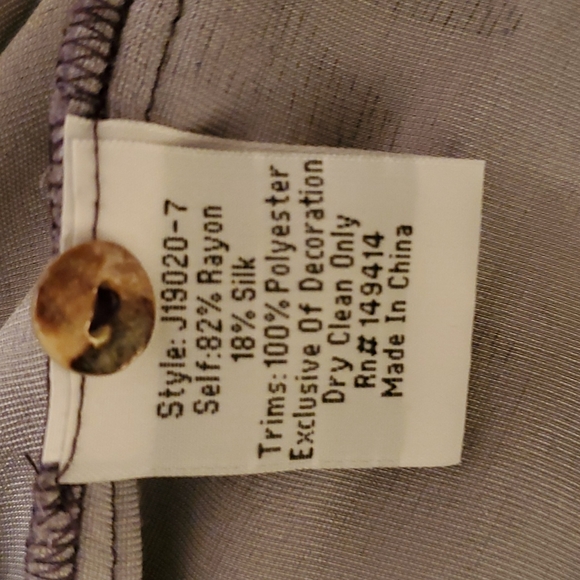 Style: J19020-7
Self:82% Rayon
18% Silk
Trims: 100% Polyester
Exclusive Of Decoration
Dry Clean Only
Rn# 149414
Made In China